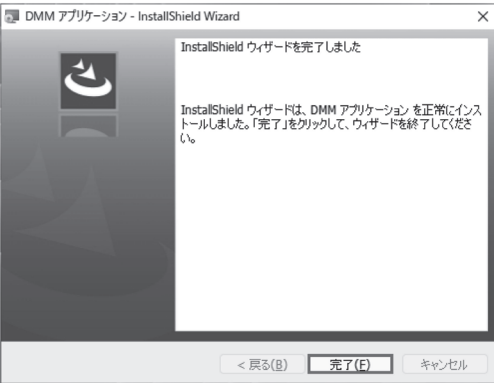 DMM アプリケーション - InstallShield Wizard
InstallShield ウィザードを完了しました
InstallShield ウィザードは、DMM アプリケーション を正常にインス
トールしました。「完了」をクリックして、ウィザードを終了してくださ
い。
< 戻る(B) 完了(F) キャンセル